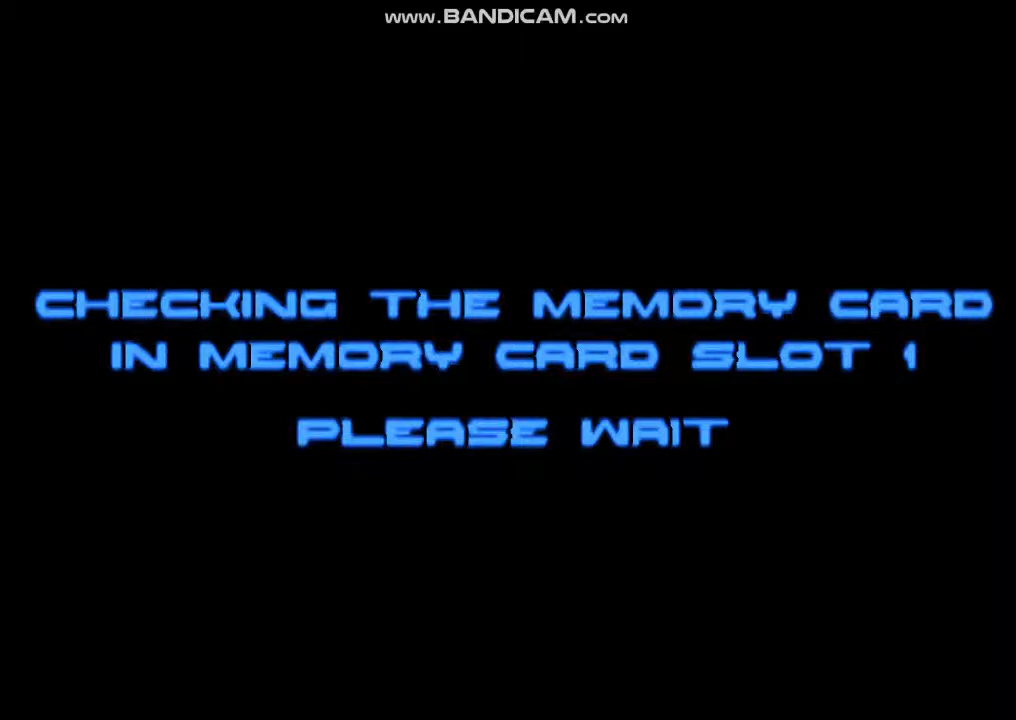 www.BANDICAM.com
CHECKING THE MEMORY CARD
IN MEMORY CARD SLOT 1
PLEASE WAIT